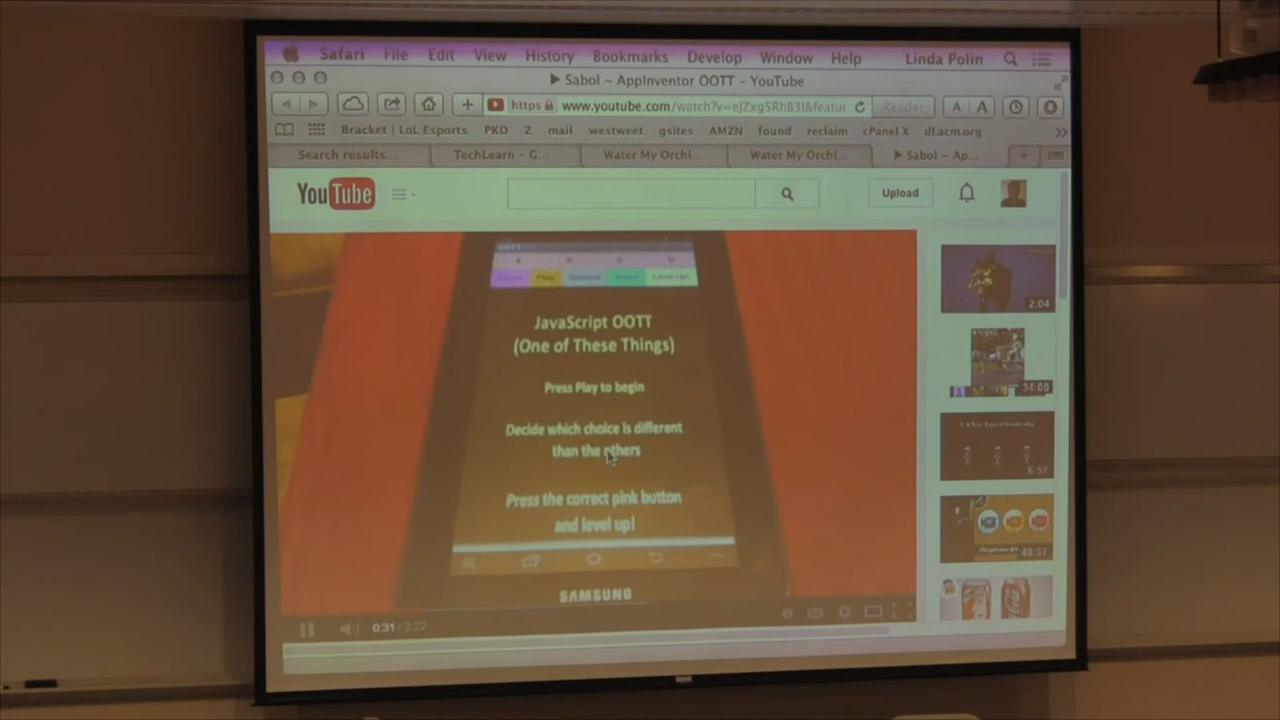 Safari File Edit View History Bookmarks Develop Window Help Linda Polin
Sabol ~ AppInventor OOTT - YouTube
https www.youtube.com/watch?v=eJZxg5RhB3I&featu Reader A A
Bracket | LoL Esports PKD Z mail westweet gsites AMZN found reclaim cPanel X dl.acm.org
Search results... TechLearn - G... Water My Orchi... Water My Orchi... Sabol ~ Ap...
YouTube Upload
OOTT
Play
JavaScript OOTT
(One of These Things)
Press Play to begin
Decide which choice is different
than the others
Press the correct pink button
and level up!
SAMSUNG
0:31 / 2:22
2:04
34:00
6:57
49:57